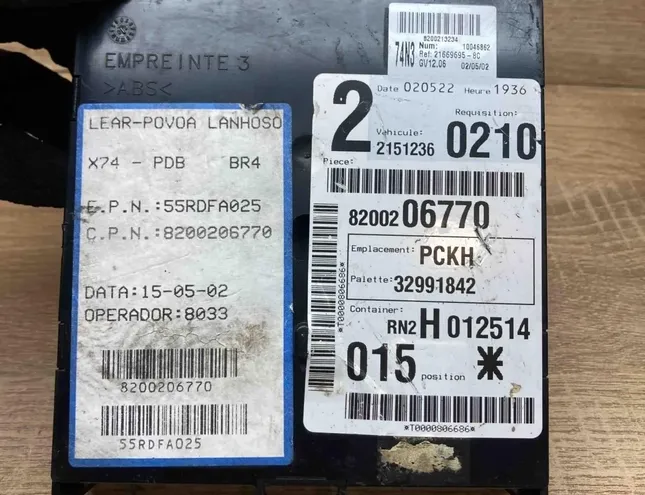 EMPREINTE 3
>ABS<
8200213234
74N3
Num: 10046862
Ref: 21669695-8C
GV12.06 02/05/02
LEAR-POVOA LANHOSO
X74 - PDB BR4
E.P.N.:55RDFA025
C.P.N.:8200206770
DATA:15-05-02
OPERADOR:8033
8200206770
55RDFA025
2
Date 020522 Heure 1936
Requisition:
Vehicule:
2151236 0210
Piece:
8200206770
Emplacement: PCKH
Palette: 32991842
Container:
RN2 H 012514
015 position *
*T0000806686*
*T0000806686*